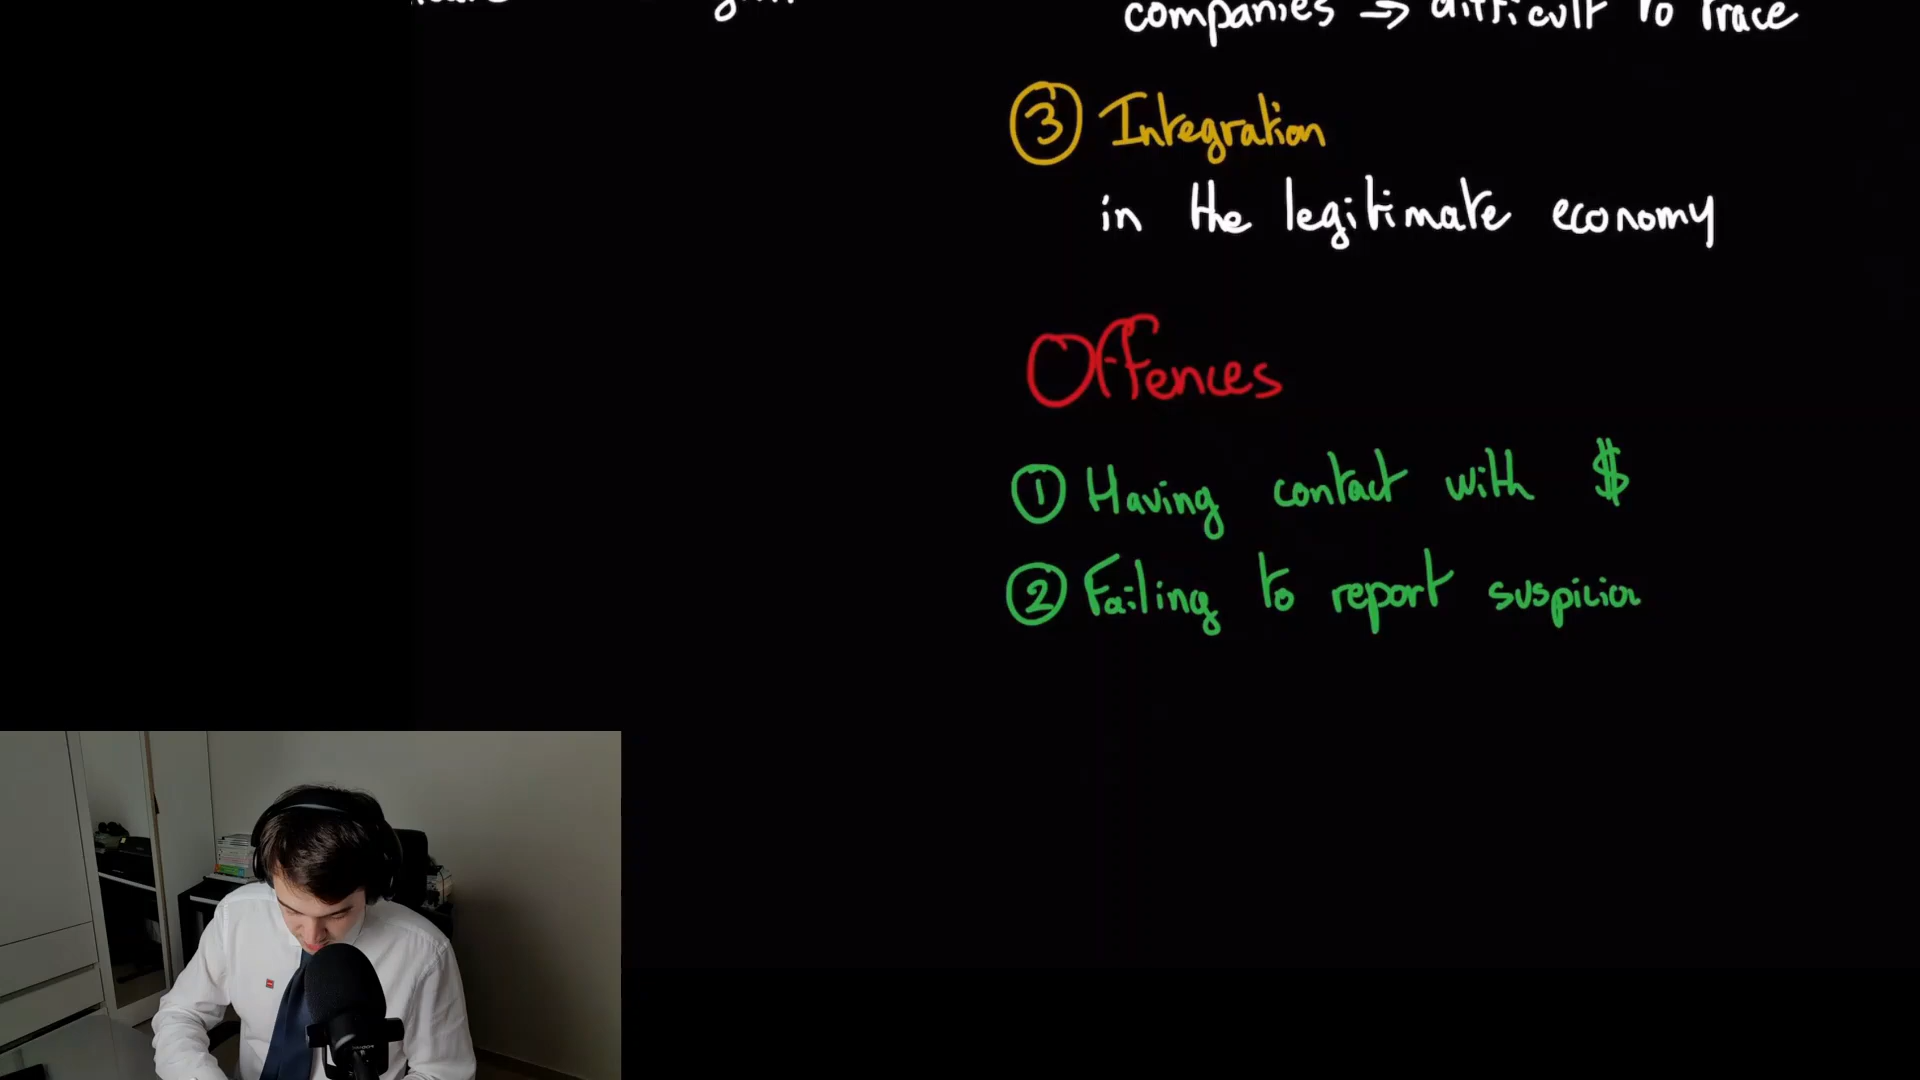 companies → difficult to trace
③ Integration
in the legitimate economy
Offences
① Having contact with $
② Failing to report suspicion